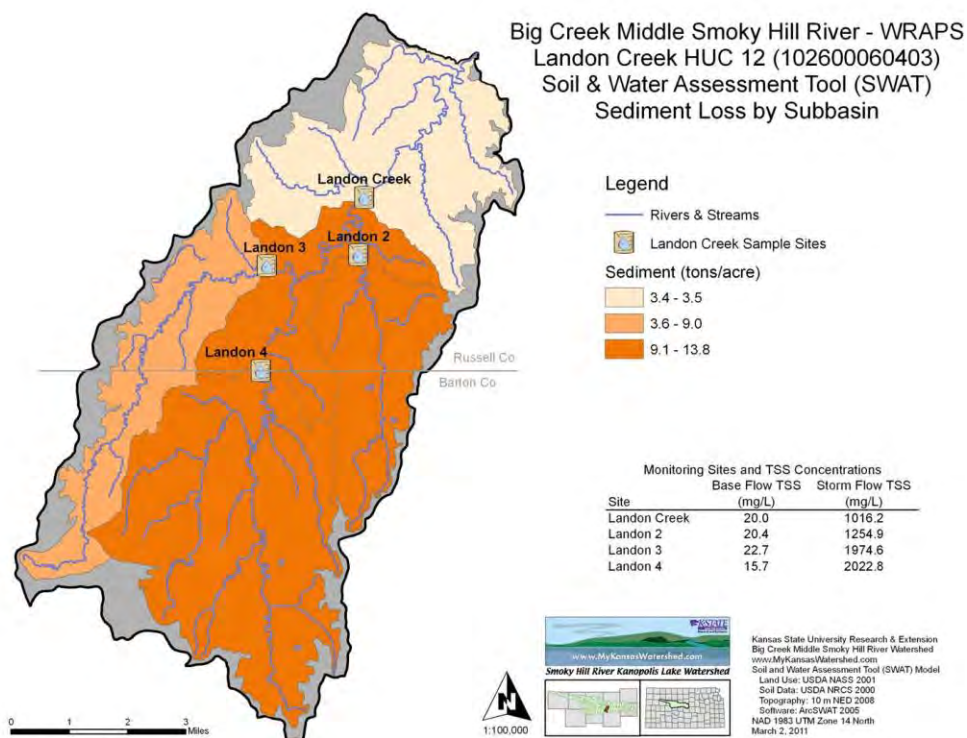 Big Creek Middle Smoky Hill River - WRAPS
Landon Creek HUC 12 (102600060403)
Soil & Water Assessment Tool (SWAT)
Sediment Loss by Subbasin
Landon Creek
Landon 2
Landon 3
Landon 4
Russell Co
Barton Co
Legend
Rivers & Streams
Landon Creek Sample Sites
Sediment (tons/acre)
3.4 - 3.5
3.6 - 9.0
9.1 - 13.8
Monitoring Sites and TSS Concentrations
Base Flow TSS Storm Flow TSS
Site (mg/L) (mg/L)
Landon Creek 20.0 1016.2
Landon 2 20.4 1254.9
Landon 3 22.7 1974.6
Landon 4 15.7 2022.8
www.MyKansasWatershed.com
Smoky Hill River Kanopolis Lake Watershed
Kansas State University Research & Extension
Big Creek Middle Smoky Hill River Watershed
www.MyKansasWatershed.com
Soil and Water Assessment Tool (SWAT) Model
Land Use: USDA NASS 2001
Soil Data: USDA NRCS 2000
Topography: 10 m NED 2008
Software: ArcSWAT 2005
NAD 1983 UTM Zone 14 North
March 2, 2011
N
1:100,000
0 1 2 3
Miles